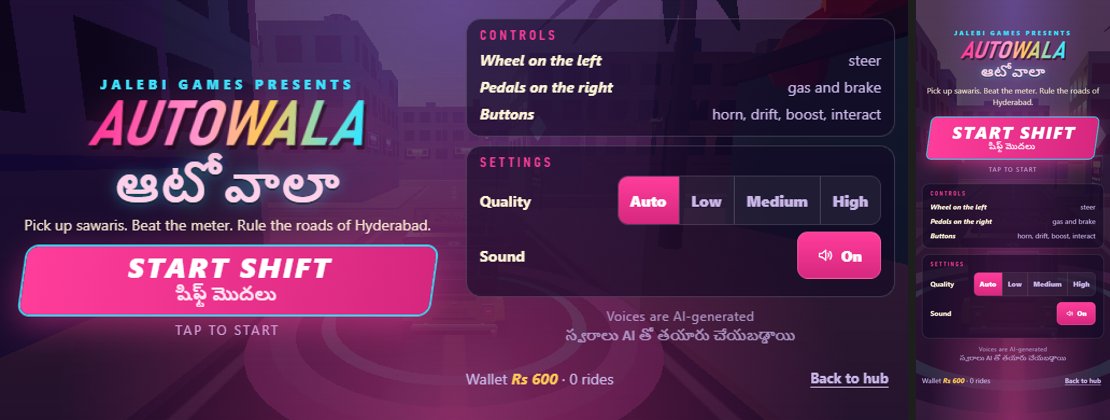 JALEBI GAMES PRESENTS
AUTOWALA
ఆటోవాలా
Pick up sawaris. Beat the meter. Rule the roads of Hyderabad.
START SHIFT
షిఫ్ట్ మొదలు
TAP TO START
CONTROLS
Wheel on the left steer
Pedals on the right gas and brake
Buttons horn, drift, boost, interact
SETTINGS
Quality Auto Low Medium High
Sound On
Voices are AI-generated
స్వరాలు AI తో తయారు చేయబడ్డాయి
Wallet Rs 600 · 0 rides Back to hub
JALEBI GAMES PRESENTS
AUTOWALA
ఆటోవాలా
Pick up sawaris. Beat the meter. Rule the roads of
Hyderabad.
START SHIFT
షిఫ్ట్ మొదలు
TAP TO START
CONTROLS
Wheel on the left steer
Pedals on the right gas and brake
Buttons horn, drift, boost, interact
SETTINGS
Quality Auto Low Medium High
Sound On
Voices are AI-generated
స్వరాలు AI తో తయారు చేయబడ్డాయి
Wallet Rs 600 · 0 rides Back to hub